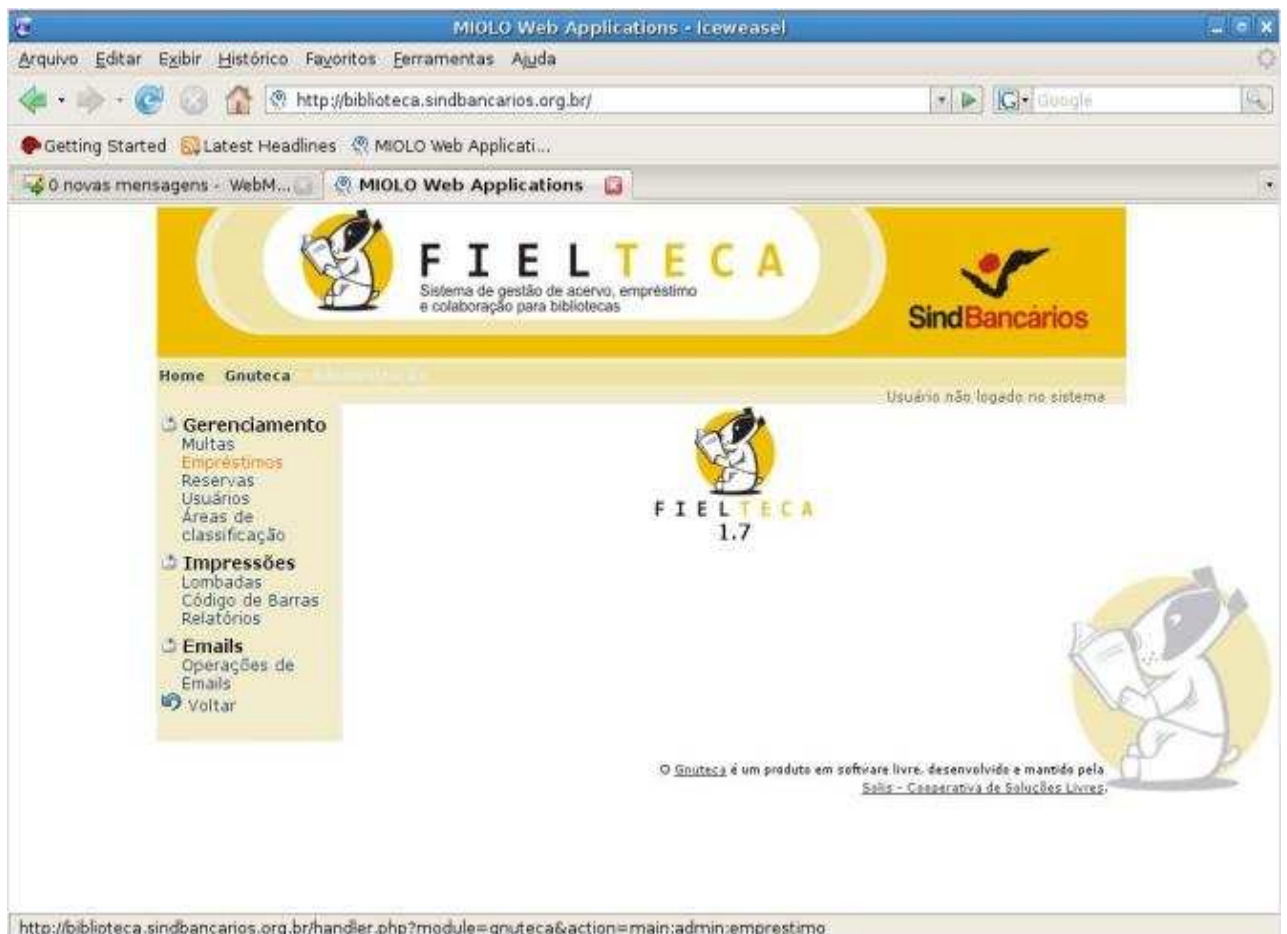 MIOLO Web Applications - Iceweasel
Arquivo Editar Exibir Histórico Favoritos Ferramentas Ajuda
http://biblioteca.sindbancarios.org.br/ Google
Getting Started Latest Headlines MIOLO Web Applicati...
0 novas mensagens - WebM... MIOLO Web Applications
FIELTECA
Sistema de gestão de acervo, empréstimo
e colaboração para bibliotecas
SindBancários
Home Gnuteca
Usuário não logado no sistema
Gerenciamento
Multas
Empréstimos
Reservas
Usuários
Áreas de
classificação
Impressões
Lombadas
Código de Barras
Relatórios
Emails
Operações de
Emails
Voltar
FIELTECA
1.7
O Gnuteca é um produto em software livre, desenvolvido e mantido pela
Solis - Cooperativa de Soluções Livres.
http://biblioteca.sindbancarios.org.br/handler.php?module=gnuteca&action=main:admin:emprestimo